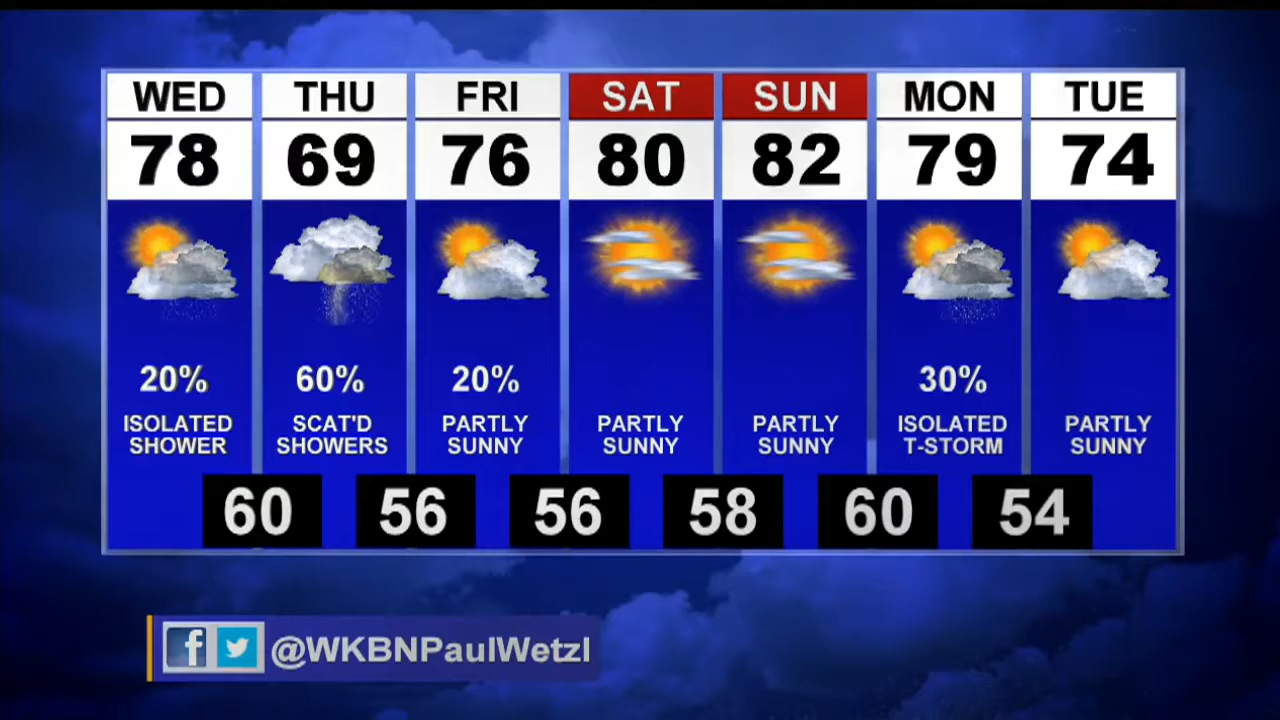 WED THU FRI SAT SUN MON TUE
78 69 76 80 82 79 74
20% 60% 20% 30%
ISOLATED SCAT'D PARTLY PARTLY PARTLY ISOLATED PARTLY
SHOWER SHOWERS SUNNY SUNNY SUNNY T-STORM SUNNY
60 56 56 58 60 54
f @WKBNPaulWetzl